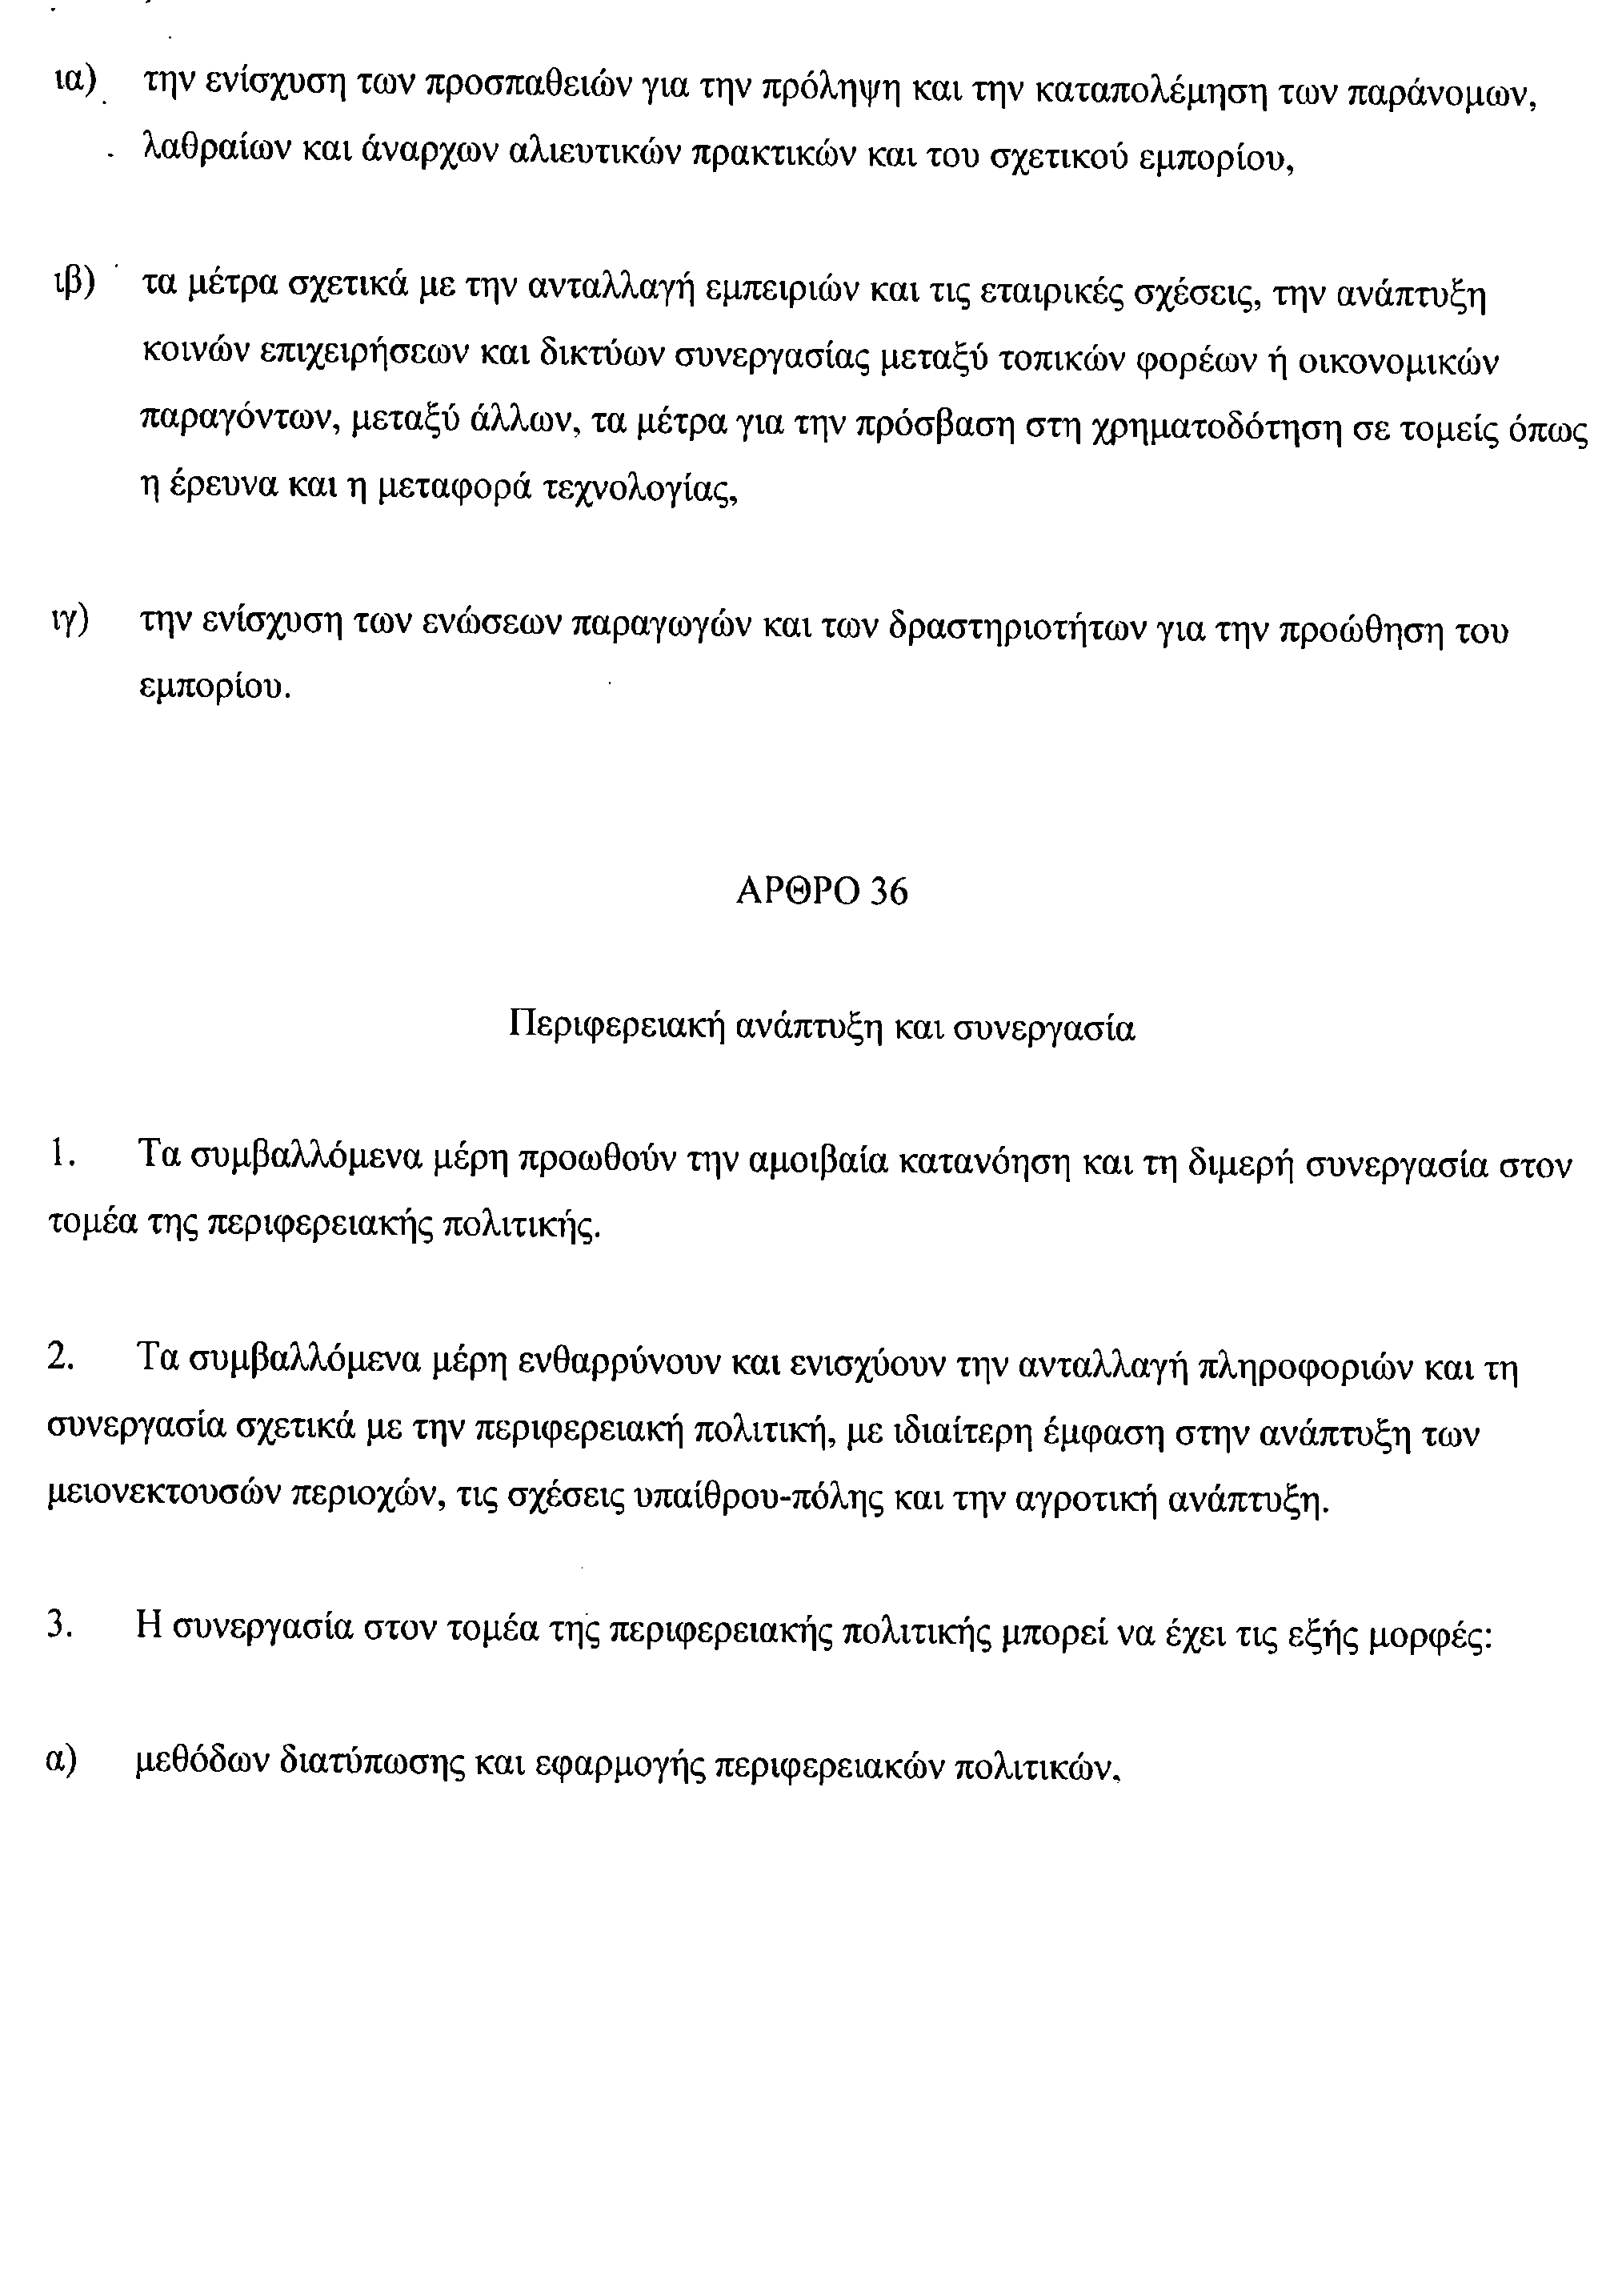 ια) την ενίσχυση των προσπαθειών για την πρόληψη και την καταπολέμηση των παράνομων,
λαθραίων και άναρχων αλιευτικών πρακτικών και του σχετικού εμπορίου,
ιβ) τα μέτρα σχετικά με την ανταλλαγή εμπειριών και τις εταιρικές σχέσεις, την ανάπτυξη
κοινών επιχειρήσεων και δικτύων συνεργασίας μεταξύ τοπικών φορέων ή οικονομικών
παραγόντων, μεταξύ άλλων, τα μέτρα για την πρόσβαση στη χρηματοδότηση σε τομείς όπως
η έρευνα και η μεταφορά τεχνολογίας,
ιγ) την ενίσχυση των ενώσεων παραγωγών και των δραστηριοτήτων για την προώθηση του
εμπορίου.
ΑΡΘΡΟ 36
Περιφερειακή ανάπτυξη και συνεργασία
1. Τα συμβαλλόμενα μέρη προωθούν την αμοιβαία κατανόηση και τη διμερή συνεργασία στον
τομέα της περιφερειακής πολιτικής.
2. Τα συμβαλλόμενα μέρη ενθαρρύνουν και ενισχύουν την ανταλλαγή πληροφοριών και τη
συνεργασία σχετικά με την περιφερειακή πολιτική, με ιδιαίτερη έμφαση στην ανάπτυξη των
μειονεκτουσών περιοχών, τις σχέσεις υπαίθρου-πόλης και την αγροτική ανάπτυξη.
3. Η συνεργασία στον τομέα της περιφερειακής πολιτικής μπορεί να έχει τις εξής μορφές:
α) μεθόδων διατύπωσης και εφαρμογής περιφερειακών πολιτικών,